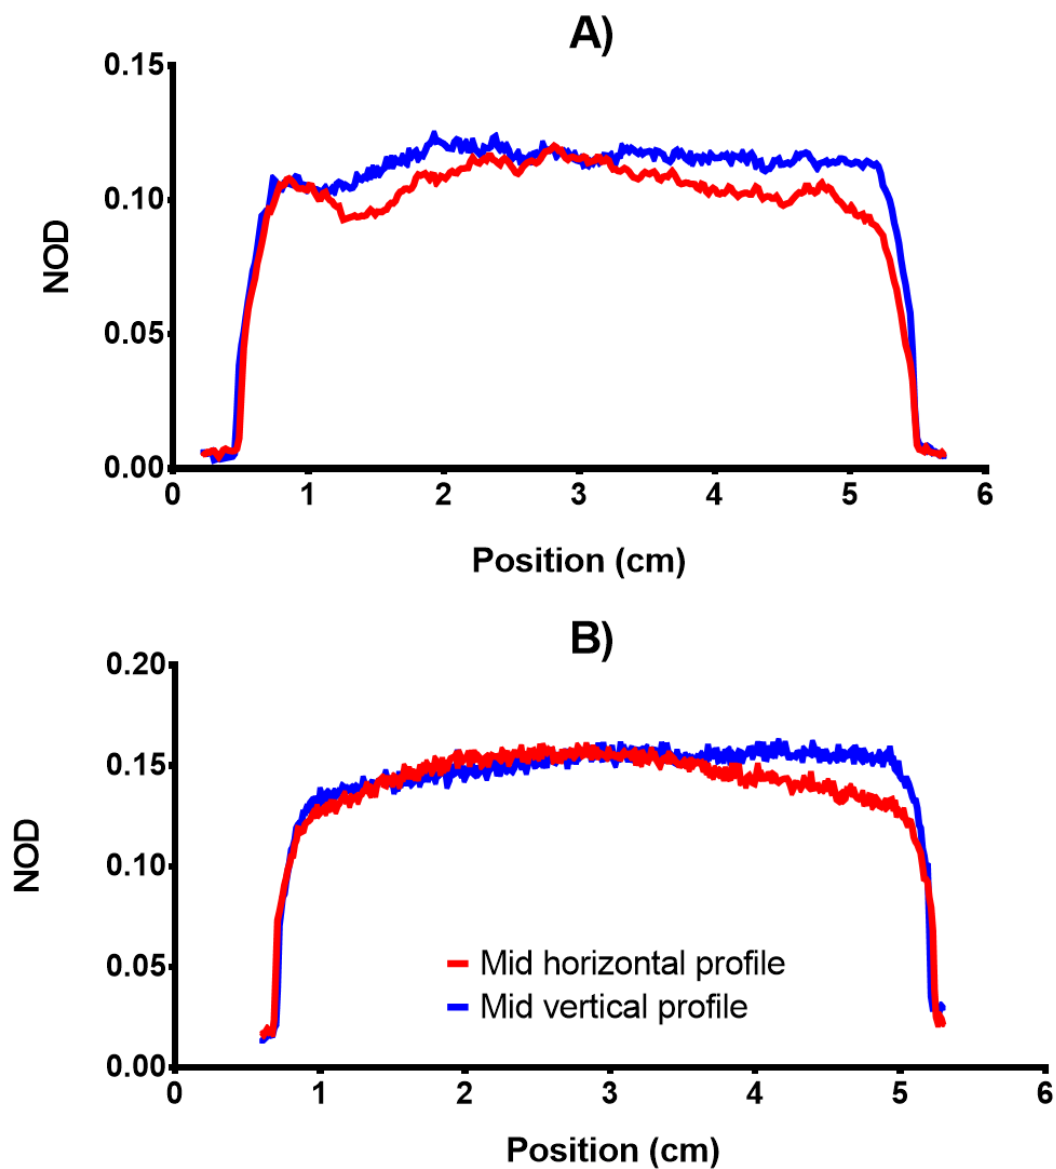 A)
0.15
0.10
0.05
0.00
NOD
0 1 2 3 4 5 6
Position (cm)
B)
0.20
0.15
0.10
0.05
0.00
NOD
Mid horizontal profile
Mid vertical profile
0 1 2 3 4 5 6
Position (cm)